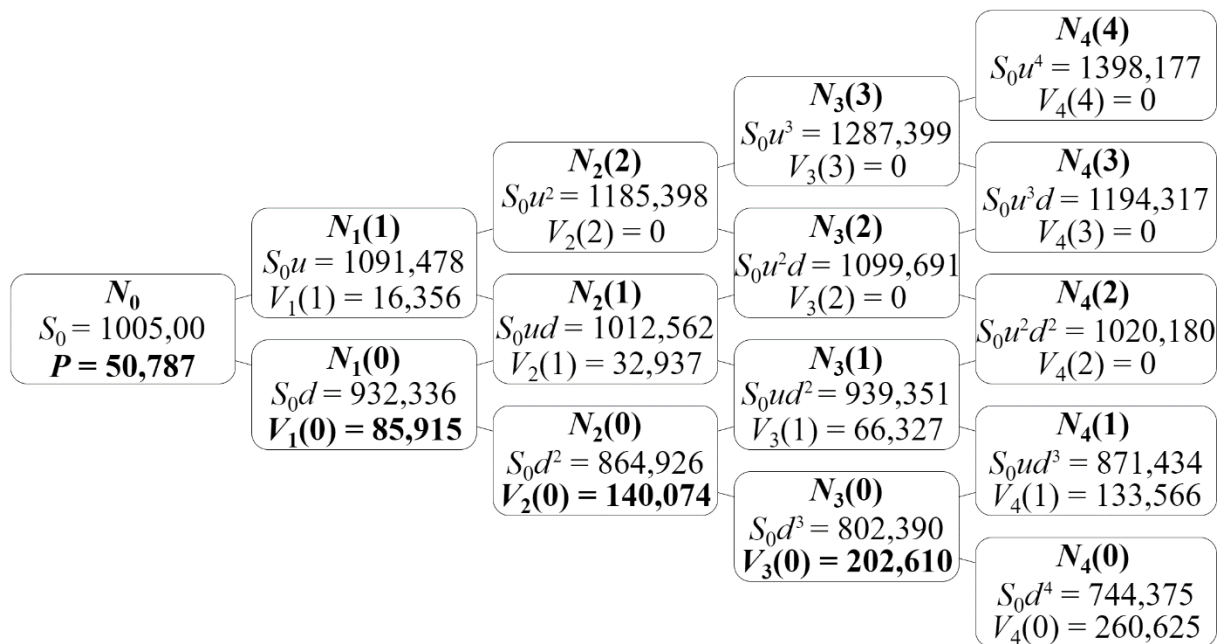 N₄(4)
S₀u⁴ = 1398,177
V₄(4) = 0
N₃(3)
S₀u³ = 1287,399
V₃(3) = 0
N₂(2)
S₀u² = 1185,398
V₂(2) = 0
N₄(3)
S₀u³d = 1194,317
V₄(3) = 0
N₁(1)
S₀u = 1091,478
V₁(1) = 16,356
N₃(2)
S₀u²d = 1099,691
V₃(2) = 0
N₀
S₀ = 1005,00
P = 50,787
N₂(1)
S₀ud = 1012,562
V₂(1) = 32,937
N₄(2)
S₀u²d² = 1020,180
V₄(2) = 0
N₁(0)
S₀d = 932,336
V₁(0) = 85,915
N₃(1)
S₀ud² = 939,351
V₃(1) = 66,327
N₂(0)
S₀d² = 864,926
V₂(0) = 140,074
N₄(1)
S₀ud³ = 871,434
V₄(1) = 133,566
N₃(0)
S₀d³ = 802,390
V₃(0) = 202,610
N₄(0)
S₀d⁴ = 744,375
V₄(0) = 260,625